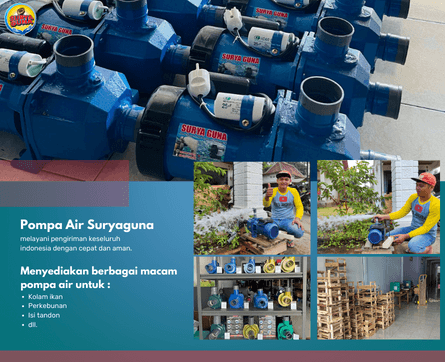 SURYA GUNA
SURYA GUNA
SURYA GUNA
Pompa Air Suryaguna
melayani pengiriman keseluruh
indonesia dengan cepat dan aman.
Menyediakan berbagai macam
pompa air untuk :
• Kolam ikan
• Perkebunan
• Isi tandon
• dll.